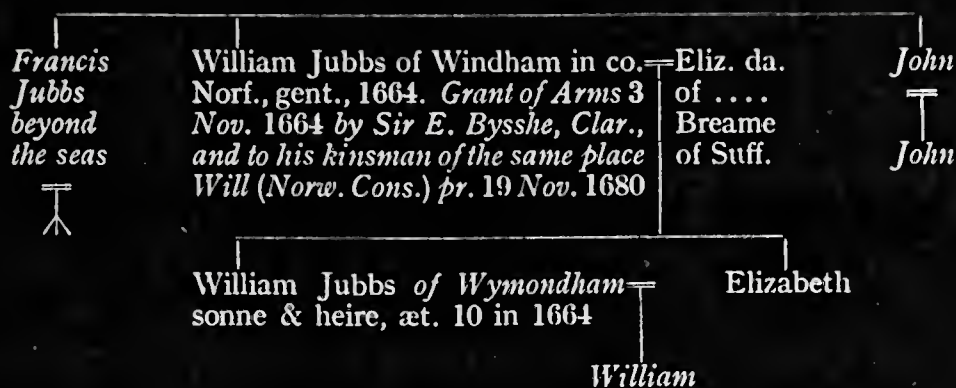 Francis
Jubbs
beyond
the seas
William Jubbs of Windham in co.
Norf., gent., 1664. Grant of Arms 3
Nov. 1664 by Sir E. Bysshe, Clar.,
and to his kinsman of the same place
Will (Norw. Cons.) pr. 19 Nov. 1680
Eliz. da.
of ....
Breame
of Suff.
John
John
William Jubbs of Wymondham
sonne & heire, æt. 10 in 1664
Elizabeth
William